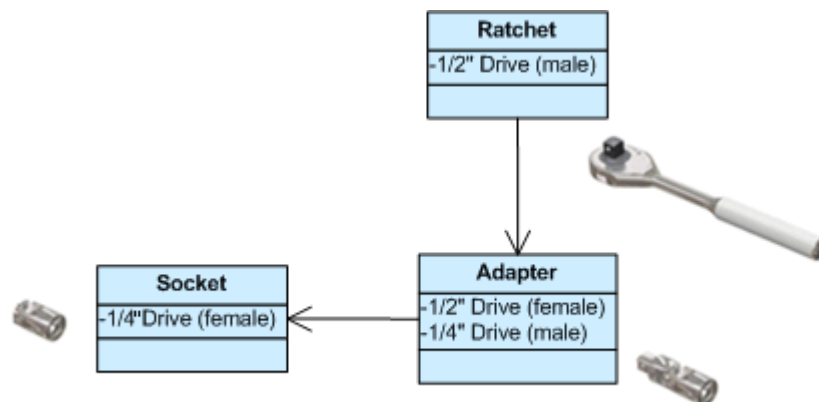 Ratchet
-1/2" Drive (male)
Socket
-1/4"Drive (female)
Adapter
-1/2" Drive (female)
-1/4" Drive (male)